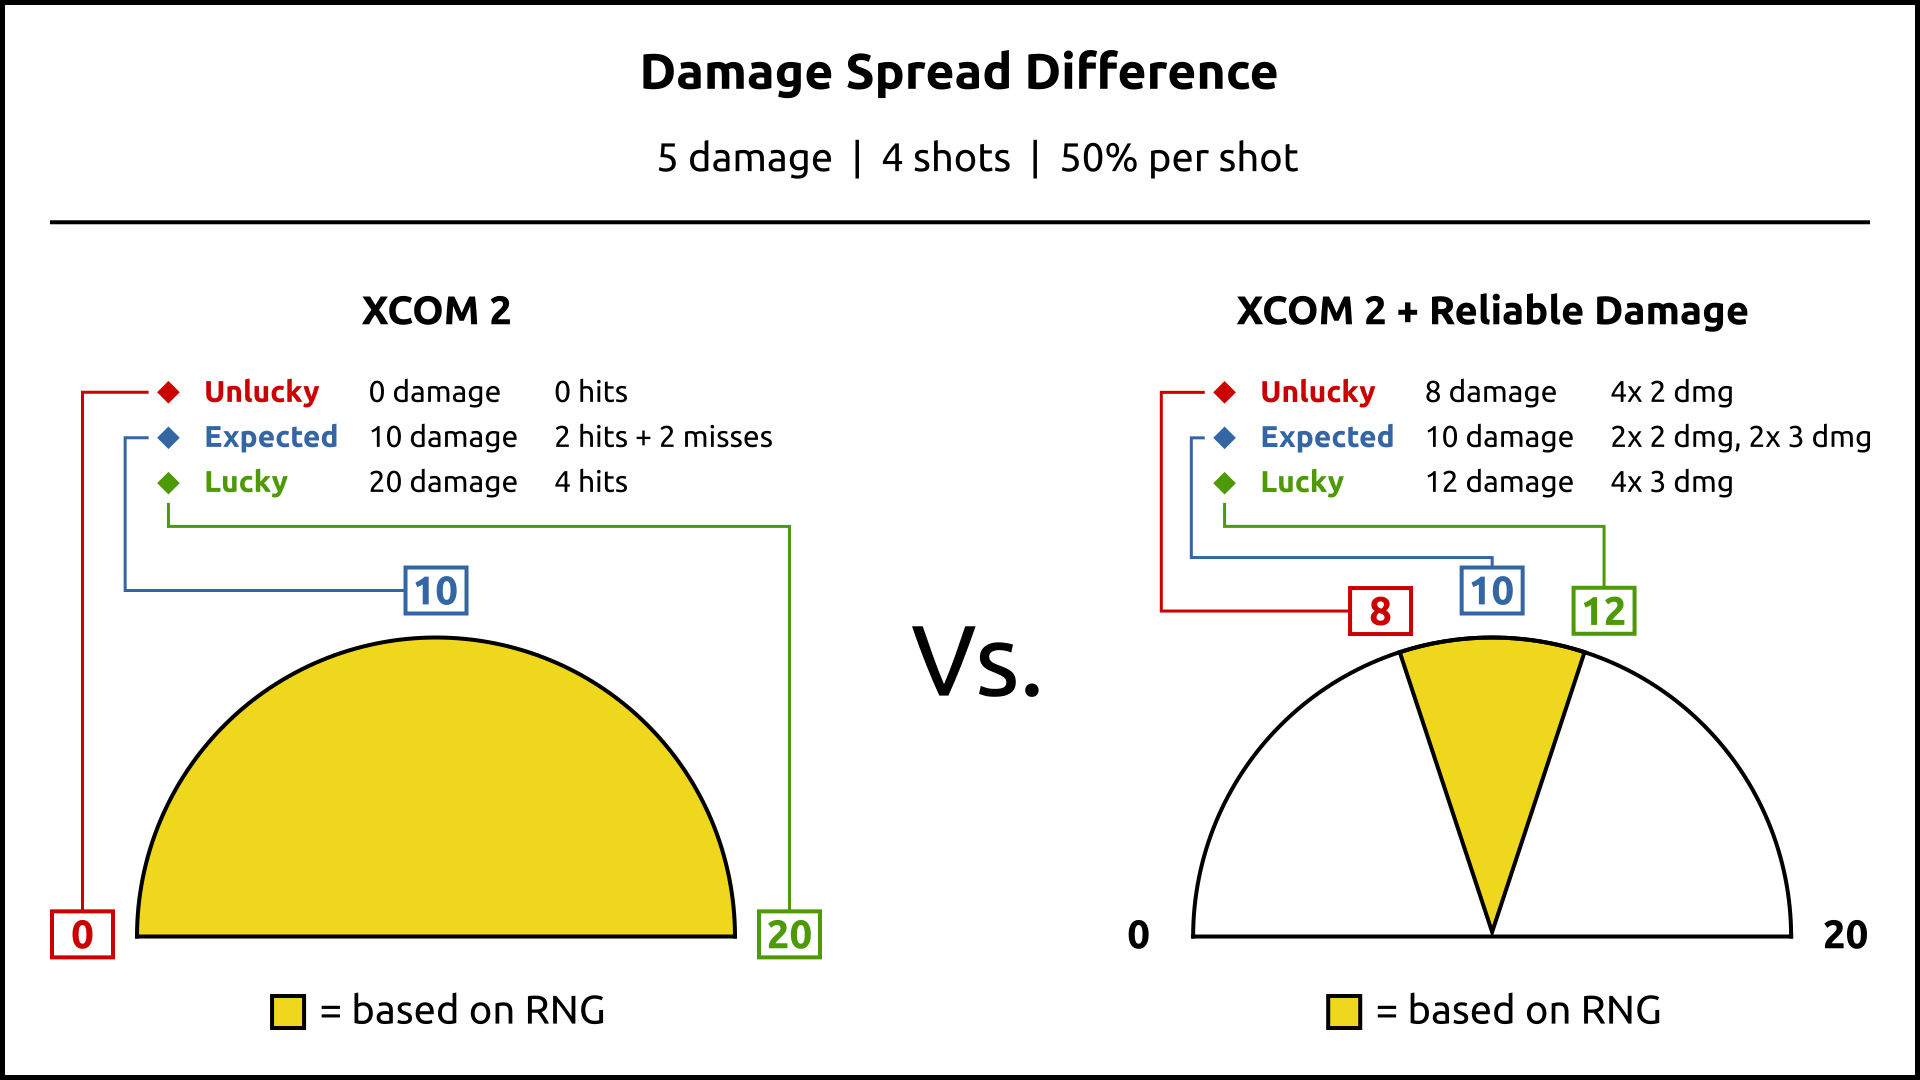 Damage Spread Difference
5 damage | 4 shots | 50% per shot
XCOM 2
Unlucky 0 damage 0 hits
Expected 10 damage 2 hits + 2 misses
Lucky 20 damage 4 hits
10
0
20
= based on RNG
Vs.
XCOM 2 + Reliable Damage
Unlucky 8 damage 4x 2 dmg
Expected 10 damage 2x 2 dmg, 2x 3 dmg
Lucky 12 damage 4x 3 dmg
8
10
12
0
20
= based on RNG